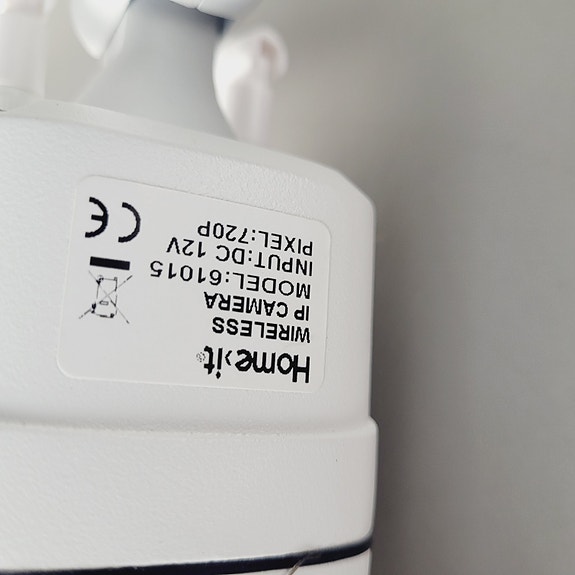 Home>it®
WIRELESS
IP CAMERA
MODEL:61015
INPUT:DC 12V
PIXEL:720P
CE